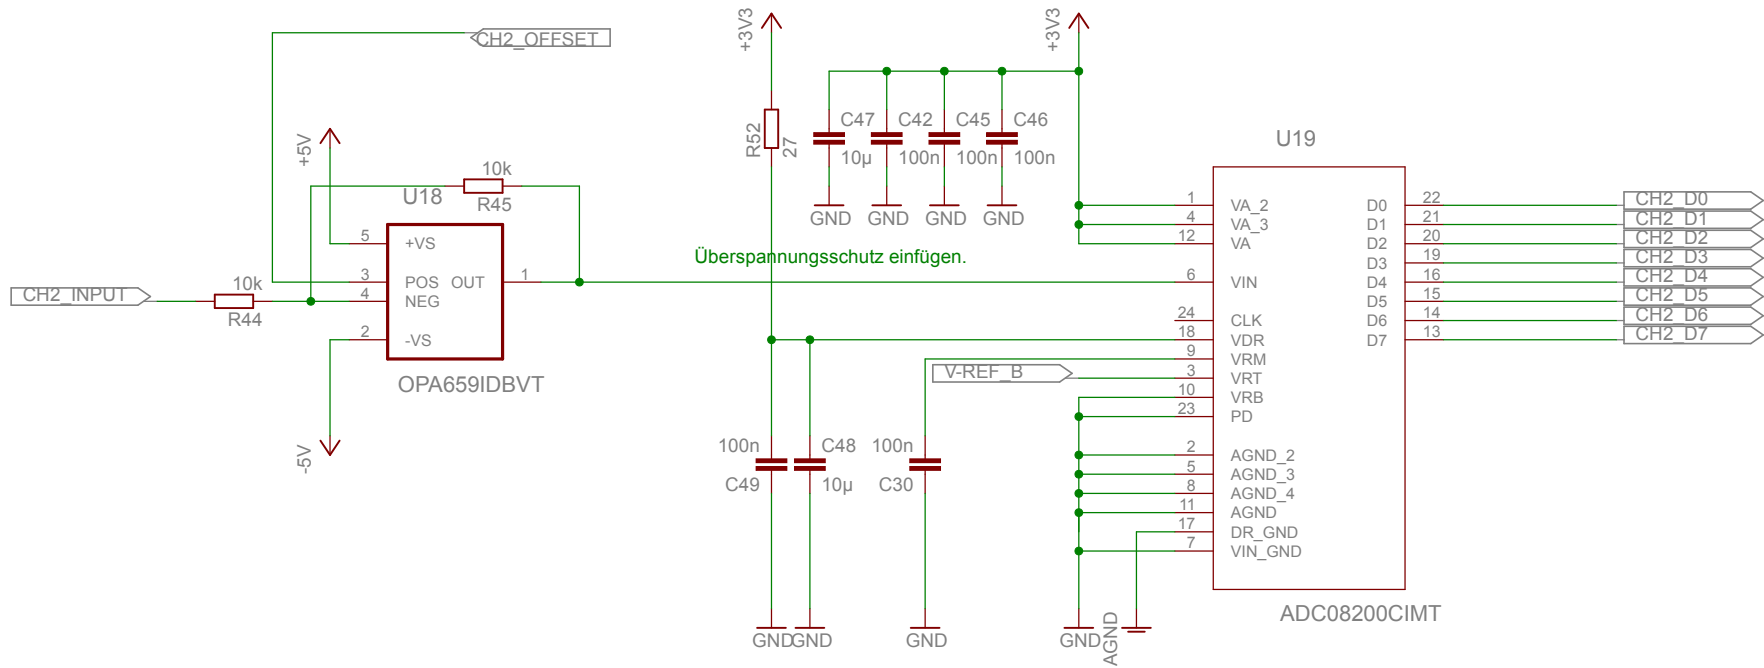 CH2_OFFSET
+3V3
+3V3
+5V
10k
U18
R45
5 +VS
3 POS OUT 1
4 NEG
2 -VS
OPA659IDBVT
-5V
CH2_INPUT
10k
R44
R52
27
C47
10µ
C42
100n
C45
100n
C46
100n
GND
GND
GND
GND
Überspannungsschutz einfügen.
U19
1 VA_2
4 VA_3
12 VA
6 VIN
24 CLK
18 VDR
9 VRM
3 VRT
10 VRB
23 PD
2 AGND_2
5 AGND_3
8 AGND_4
11 AGND
17 DR_GND
7 VIN_GND
D0 22 CH2_D0
D1 21 CH2_D1
D2 20 CH2_D2
D3 19 CH2_D3
D4 16 CH2_D4
D5 15 CH2_D5
D6 14 CH2_D6
D7 13 CH2_D7
ADC08200CIMT
V-REF_B
100n
C49
C48
10µ
100n
C30
GND
GND
GND
GND
AGND